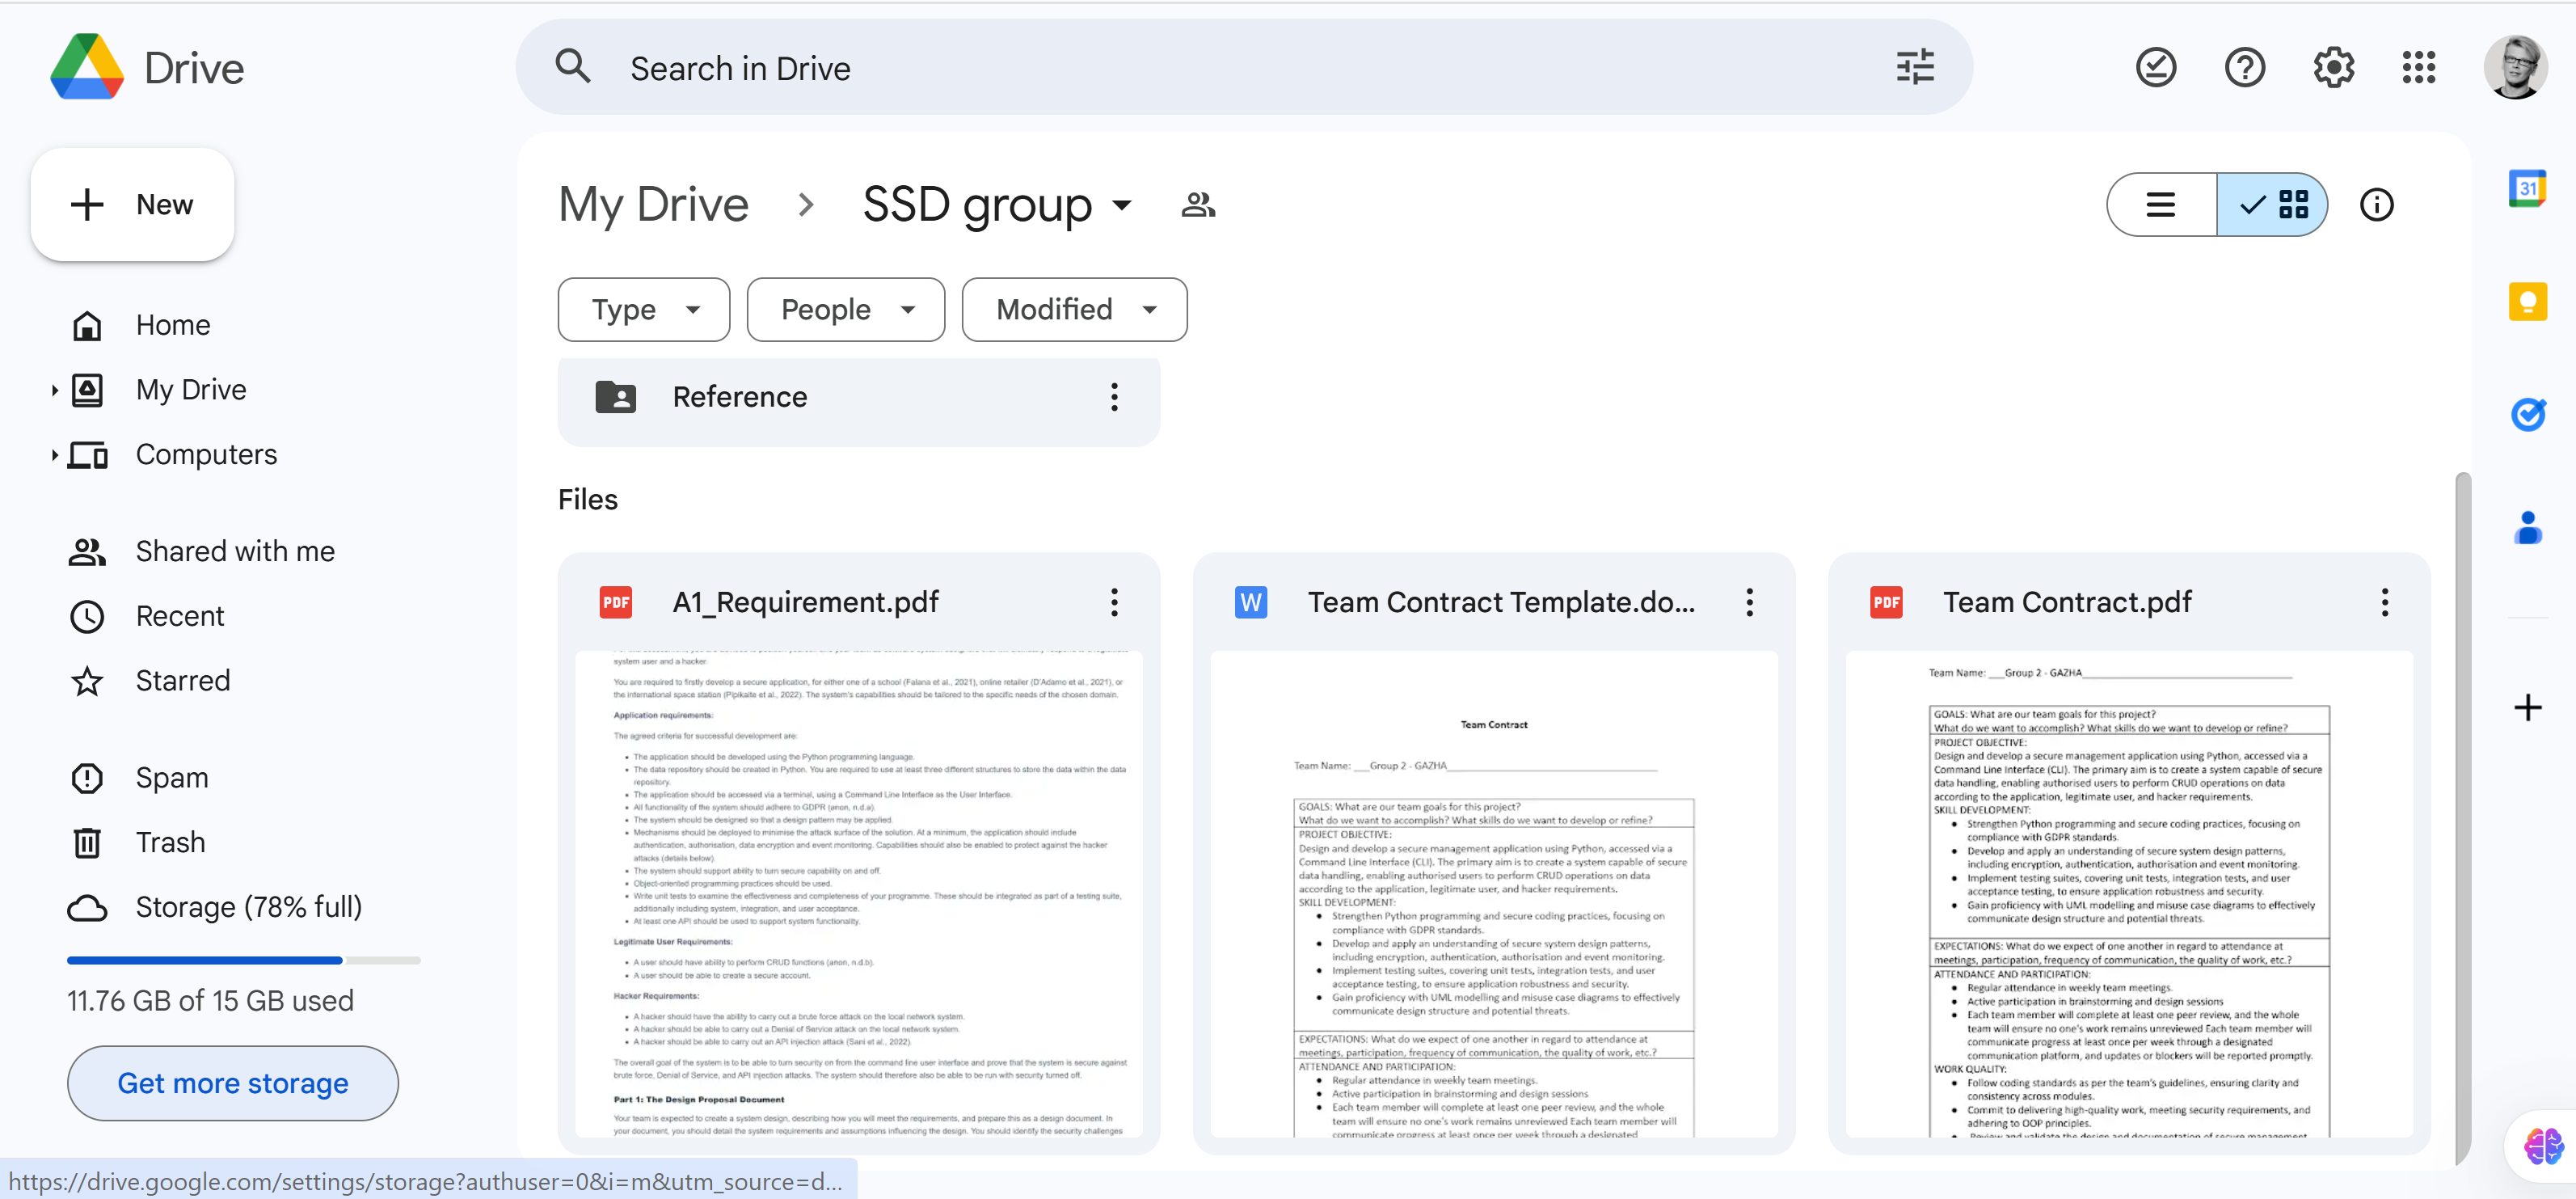 Drive
Search in Drive
New
My Drive
SSD group
31
Type
People
Modified
Home
My Drive
Computers
Reference
Files
Shared with me
Recent
Starred
Spam
Trash
Storage (78% full)
11.76 GB of 15 GB used
Get more storage
PDF
A1_Requirement.pdf
system user and a hacker.
You are required to firstly develop a secure application, for either one of a school (Falana et al., 2021), online retailer (D'Adamo et al., 2021), or
the international space station (Pipikaite et al., 2022). The system's capabilities should be tailored to the specific needs of the chosen domain.
Application requirements:
The agreed criteria for successful development are:
• The application should be developed using the Python programming language.
• The data repository should be created in Python. You are required to use at least three different structures to store the data within the data
repository.
• The application should be accessed via a terminal, using a Command Line Interface as the User Interface.
• All functionality of the system should adhere to GDPR (anon, n.d.a).
• The system should be designed so that a design pattern may be applied.
• Mechanisms should be deployed to minimise the attack surface of the solution. At a minimum, the application should include
authentication, authorisation, data encryption and event monitoring. Capabilities should also be enabled to protect against the hacker
attacks (details below).
• The system should support ability to turn secure capability on and off.
• Object-oriented programming practices should be used.
• Write unit tests to examine the effectiveness and completeness of your programme. These should be integrated as part of a testing suite,
additionally including system, integration, and user acceptance.
• At least one API should be used to support system functionality.
Legitimate User Requirements:
• A user should have ability to perform CRUD functions (anon, n.d.b).
• A user should be able to create a secure account.
Hacker Requirements:
• A hacker should have the ability to carry out a brute force attack on the local network system.
• A hacker should be able to carry out a Denial of Service attack on the local network system.
• A hacker should be able to carry out an API injection attack (Sani et al., 2022).
The overall goal of the system is to be able to turn security on from the command line user interface and prove that the system is secure against
brute force, Denial of Service, and API injection attacks. The system should therefore also be able to be run with security turned off.
Part 1: The Design Proposal Document
Your team is expected to create a system design, describing how you will meet the requirements, and prepare this as a design document. In
your document, you should detail the system requirements and assumptions influencing the design. You should identify the security challenges
W
Team Contract Template.do...
Team Contract
Team Name: ___Group 2 - GAZHA___
GOALS: What are our team goals for this project?
What do we want to accomplish? What skills do we want to develop or refine?
PROJECT OBJECTIVE:
Design and develop a secure management application using Python, accessed via a
Command Line Interface (CLI). The primary aim is to create a system capable of secure
data handling, enabling authorised users to perform CRUD operations on data
according to the application, legitimate user, and hacker requirements.
SKILL DEVELOPMENT:
• Strengthen Python programming and secure coding practices, focusing on
compliance with GDPR standards.
• Develop and apply an understanding of secure system design patterns,
including encryption, authentication, authorisation and event monitoring.
• Implement testing suites, covering unit tests, integration tests, and user
acceptance testing, to ensure application robustness and security.
• Gain proficiency with UML modelling and misuse case diagrams to effectively
communicate design structure and potential threats.
EXPECTATIONS: What do we expect of one another in regard to attendance at
meetings, participation, frequency of communication, the quality of work, etc.?
ATTENDANCE AND PARTICIPATION:
• Regular attendance in weekly team meetings.
• Active participation in brainstorming and design sessions
• Each team member will complete at least one peer review, and the whole
team will ensure no one's work remains unreviewed Each team member will
communicate progress at least once per week through a designated
PDF
Team Contract.pdf
Team Name: ___Group 2 - GAZHA___
GOALS: What are our team goals for this project?
What do we want to accomplish? What skills do we want to develop or refine?
PROJECT OBJECTIVE:
Design and develop a secure management application using Python, accessed via a
Command Line Interface (CLI). The primary aim is to create a system capable of secure
data handling, enabling authorised users to perform CRUD operations on data
according to the application, legitimate user, and hacker requirements.
SKILL DEVELOPMENT:
• Strengthen Python programming and secure coding practices, focusing on
compliance with GDPR standards.
• Develop and apply an understanding of secure system design patterns,
including encryption, authentication, authorisation and event monitoring.
• Implement testing suites, covering unit tests, integration tests, and user
acceptance testing, to ensure application robustness and security.
• Gain proficiency with UML modelling and misuse case diagrams to effectively
communicate design structure and potential threats.
EXPECTATIONS: What do we expect of one another in regard to attendance at
meetings, participation, frequency of communication, the quality of work, etc.?
ATTENDANCE AND PARTICIPATION:
• Regular attendance in weekly team meetings.
• Active participation in brainstorming and design sessions
• Each team member will complete at least one peer review, and the whole
team will ensure no one's work remains unreviewed Each team member will
communicate progress at least once per week through a designated
communication platform, and updates or blockers will be reported promptly.
WORK QUALITY:
• Follow coding standards as per the team's guidelines, ensuring clarity and
consistency across modules.
• Commit to delivering high-quality work, meeting security requirements, and
adhering to OOP principles.
• Review and validate the design and documentation of secure management
https://drive.google.com/settings/storage?authuser=0&i=m&utm_source=d...